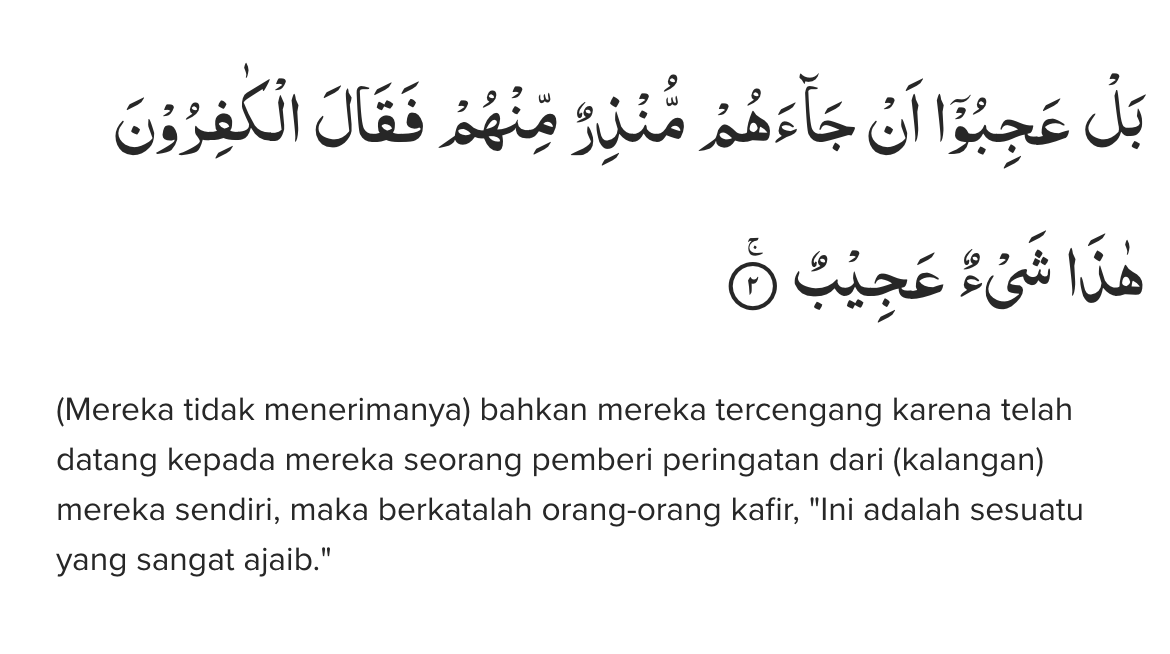 بَلْ عَجِبُوْٓا اَنْ جَاۤءَهُمْ مُّنْذِرٌ مِّنْهُمْ فَقَالَ الْكٰفِرُوْنَ
هٰذَا شَيْءٌ عَجِيْبٌ ۚ ٢
(Mereka tidak menerimanya) bahkan mereka tercengang karena telah
datang kepada mereka seorang pemberi peringatan dari (kalangan)
mereka sendiri, maka berkatalah orang-orang kafir, "Ini adalah sesuatu
yang sangat ajaib."